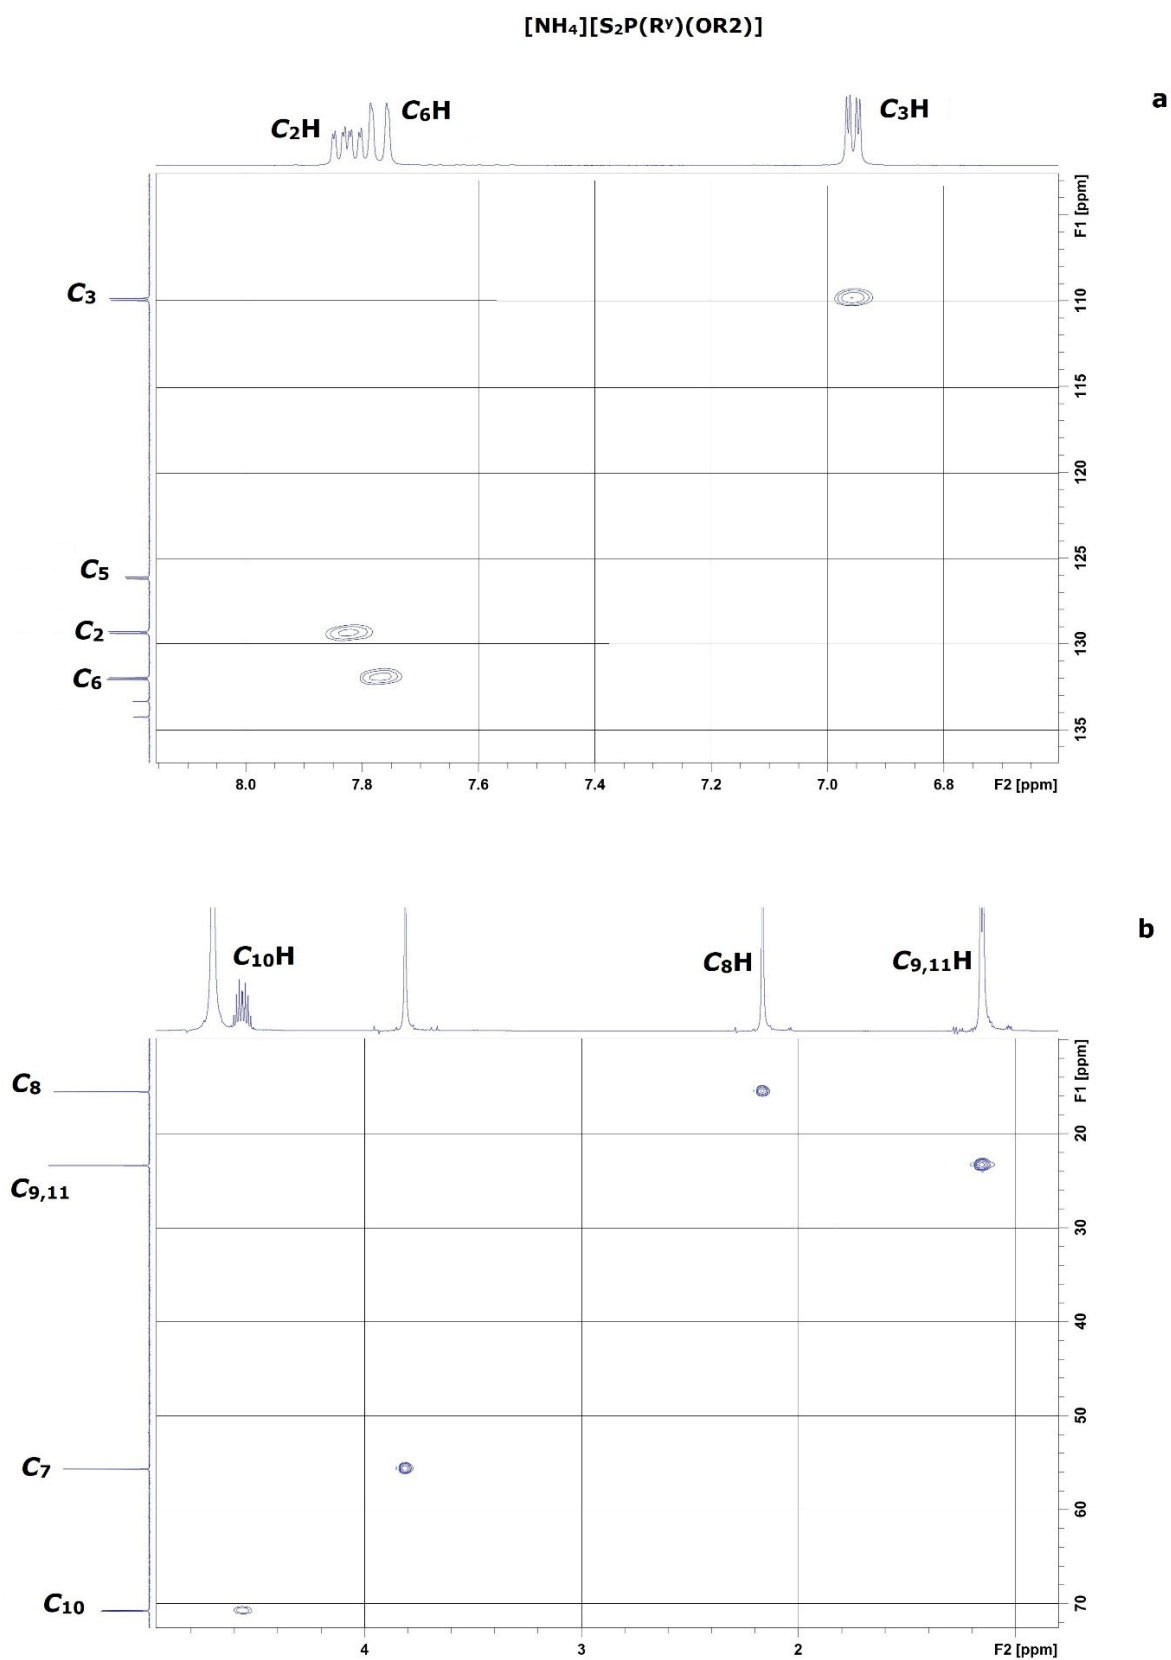 [NH₄][S₂P(Rʸ)(OR2)]
a
C₂H
C₆H
C₃H
F1 [ppm]
C₃
110
115
120
C₅
125
C₂
130
C₆
135
8.0 7.8 7.6 7.4 7.2 7.0 6.8 F2 [ppm]
b
C₁₀H
C₈H
C₉,₁₁H
F1 [ppm]
C₈
20
C₉,₁₁
30
40
50
C₇
60
C₁₀
70
4 3 2 F2 [ppm]